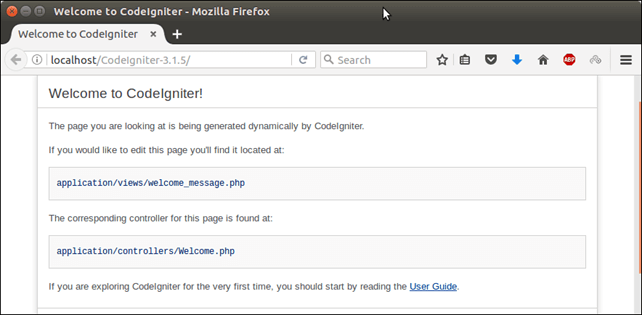 Welcome to CodeIgniter - Mozilla Firefox
Welcome to CodeIgniter
localhost/CodeIgniter-3.1.5/
Search
ABP
Welcome to CodeIgniter!
The page you are looking at is being generated dynamically by CodeIgniter.
If you would like to edit this page you'll find it located at:
application/views/welcome_message.php
The corresponding controller for this page is found at:
application/controllers/Welcome.php
If you are exploring CodeIgniter for the very first time, you should start by reading the User Guide.